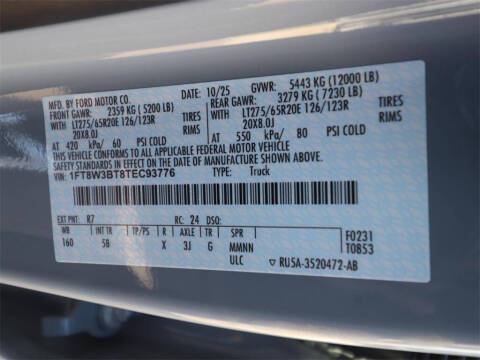 MFD. BY FORD MOTOR CO. 10/25 GVWR: 5443 KG (12000 LB)
FRONT GAWR: 2359 KG (5200 LB) REAR GAWR: 3279 KG (7230 LB)
WITH LT275/65R20E 126/123R TIRES WITH LT275/65R20E 126/123R TIRES
20X8.0J RIMS 20X8.0J RIMS
AT 420 kPa/ 60 PSI COLD AT 550 kPa/ 80 PSI COLD
THIS VEHICLE CONFORMS TO ALL APPLICABLE FEDERAL MOTOR VEHICLE
SAFETY STANDARDS IN EFFECT ON THE DATE OF MANUFACTURE SHOWN ABOVE.
VIN: 1FT8W3BT8TEC93776 TYPE: Truck
EXT PNT: R7 RC: 24 DSO:
WB INT TR TP/PS R AXLE TR SPR F0231
160 5B X 3J G MMNN T0853
ULC RU5A-3520472-AB